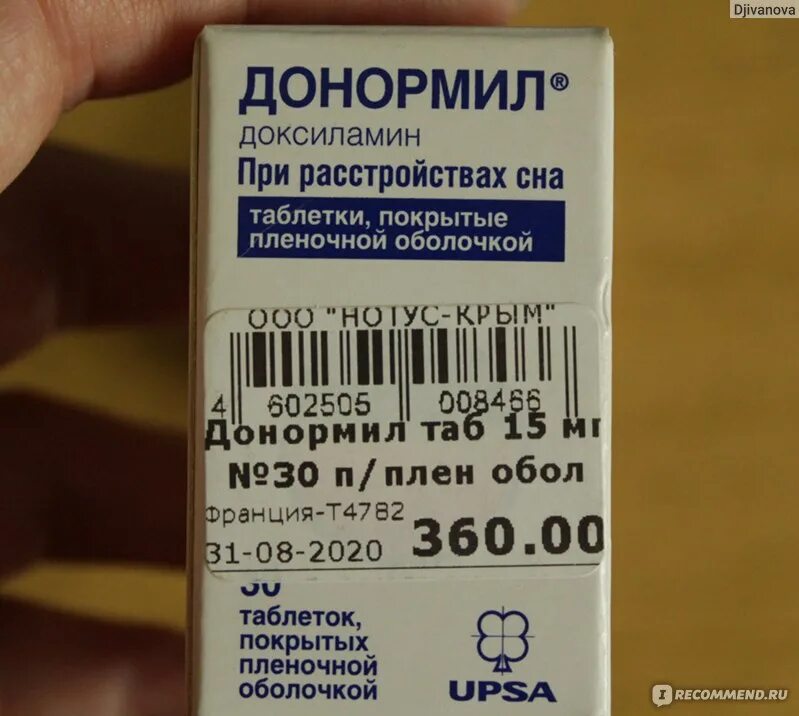 Djivanova
ДОНОРМИЛ®
доксиламин
При расстройствах сна
таблетки, покрытые
пленочной оболочкой
ООО "НОТУС-КРЫМ"
4 602505 008466
Донормил таб 15 мг
№30 п/плен обол
Франция-Т4782
31-08-2020 360.00
30
таблеток,
покрытых
пленочной
оболочкой
UPSA
I RECOMMEND.RU